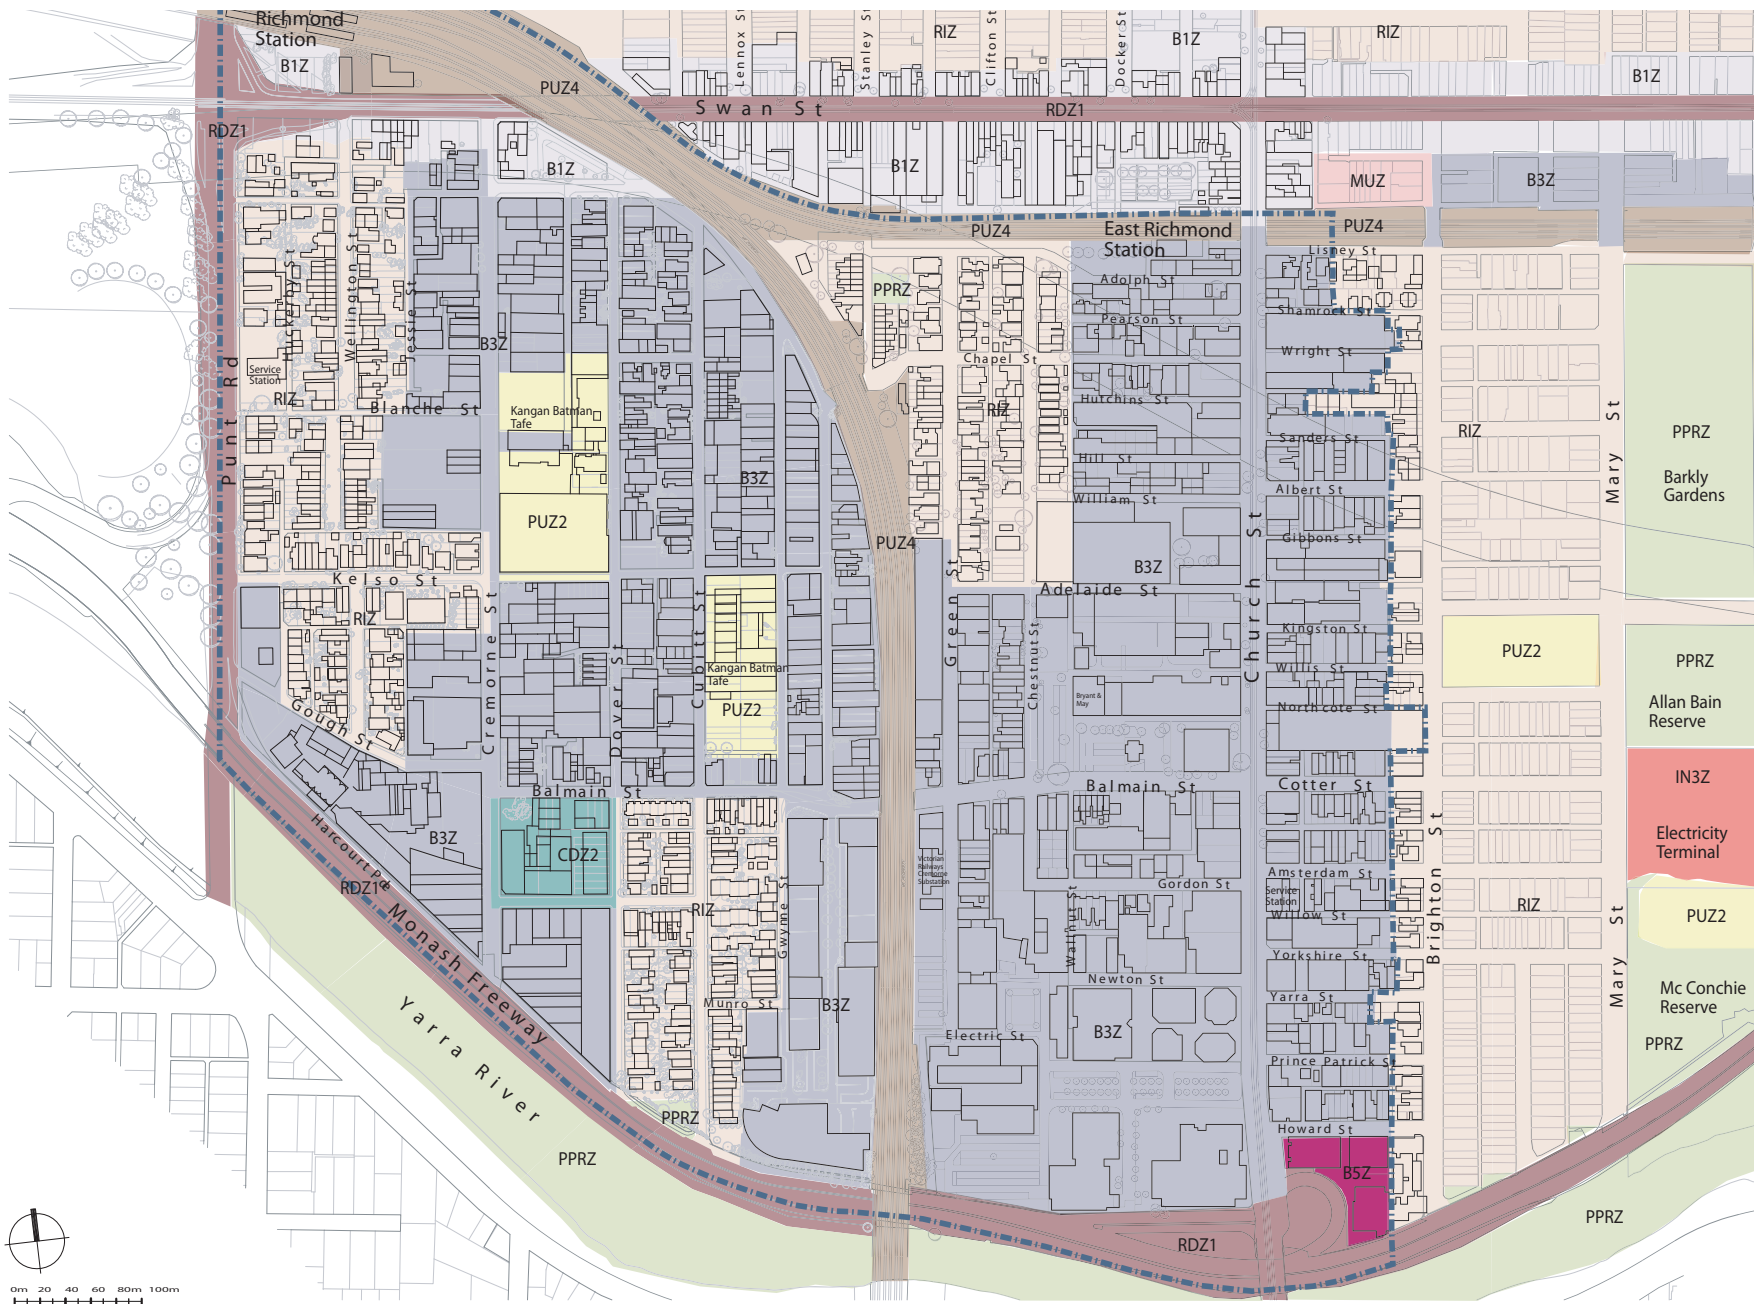 Richmond
Station
B1Z
PUZ4
Lennox St
Stanley St
RIZ
Clifton St
Docker St
B1Z
RIZ
B1Z
Swan St
RDZ1
RDZ1
B1Z
B1Z
MUZ
B3Z
PUZ4
East Richmond
Station
PUZ4
Lisney St
Huckerby St
Wellington St
Jessie St
B3Z
PPRZ
Adolph St
Pearson St
Shamrock St
Wright St
Chapel St
Service
Station
RIZ
Punt Rd
Blanche St
Kangan Batman
Tafe
RIZ
Hutchins St
Sanders St
Hill St
RIZ
Mary St
PPRZ
Barkly
Gardens
B3Z
William St
Albert St
PUZ2
PUZ4
Gibbons St
Kelso St
B3Z
Adelaide St
Church St
RIZ
Cremorne St
Dover St
Cubitt St
Kangan Batman
Tafe
PUZ2
Green St
Chestnut St
Kingston St
Willis St
PUZ2
PPRZ
Allan Bain
Reserve
Bryant &
May
Northcote St
Gough St
Balmain St
Balmain St
Cotter St
IN3Z
Electricity
Terminal
Harcourt Pde
B3Z
CDZ2
Victorian
Railways
Cremorne
Substation
Gordon St
Amsterdam St
Service
Station
Willow St
Brighton St
RIZ
Mary St
PUZ2
RDZ1
Monash Freeway
RIZ
Gwynne St
Walnut St
Yorkshire St
Newton St
Yarra St
Mc Conchie
Reserve
Munro St
B3Z
B3Z
Electric St
Prince Patrick St
PPRZ
Yarra River
PPRZ
Howard St
PPRZ
B5Z
PPRZ
RDZ1
0m 20 40 60 80m 100m